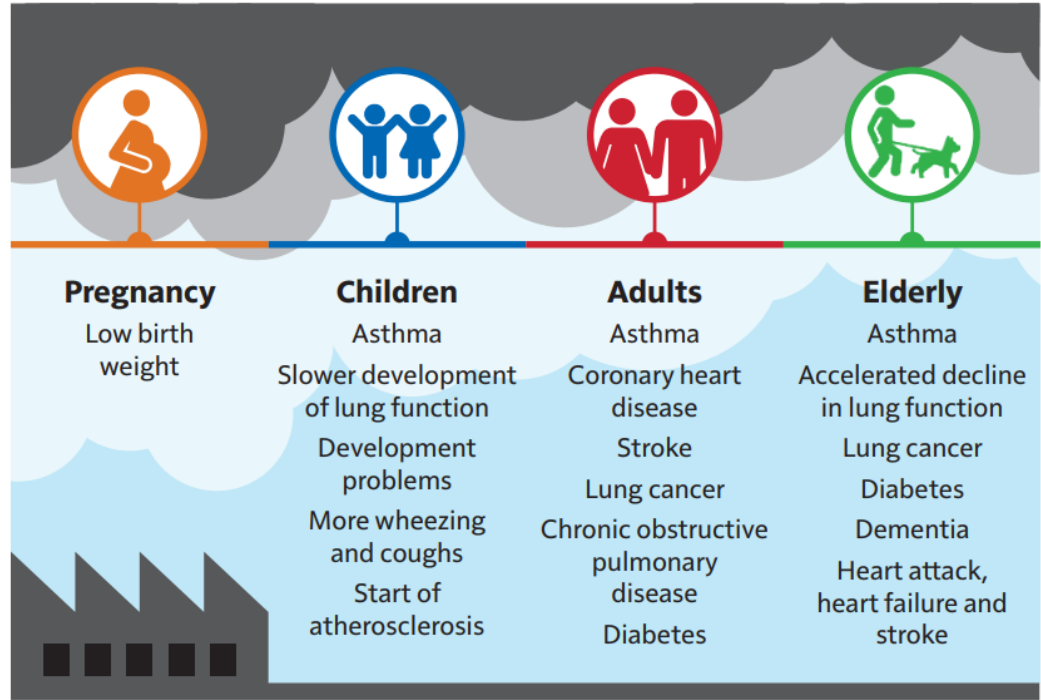 Pregnancy
Low birth
weight
Children
Asthma
Slower development
of lung function
Development
problems
More wheezing
and coughs
Start of
atherosclerosis
Adults
Asthma
Coronary heart
disease
Stroke
Lung cancer
Chronic obstructive
pulmonary
disease
Diabetes
Elderly
Asthma
Accelerated decline
in lung function
Lung cancer
Diabetes
Dementia
Heart attack,
heart failure and
stroke